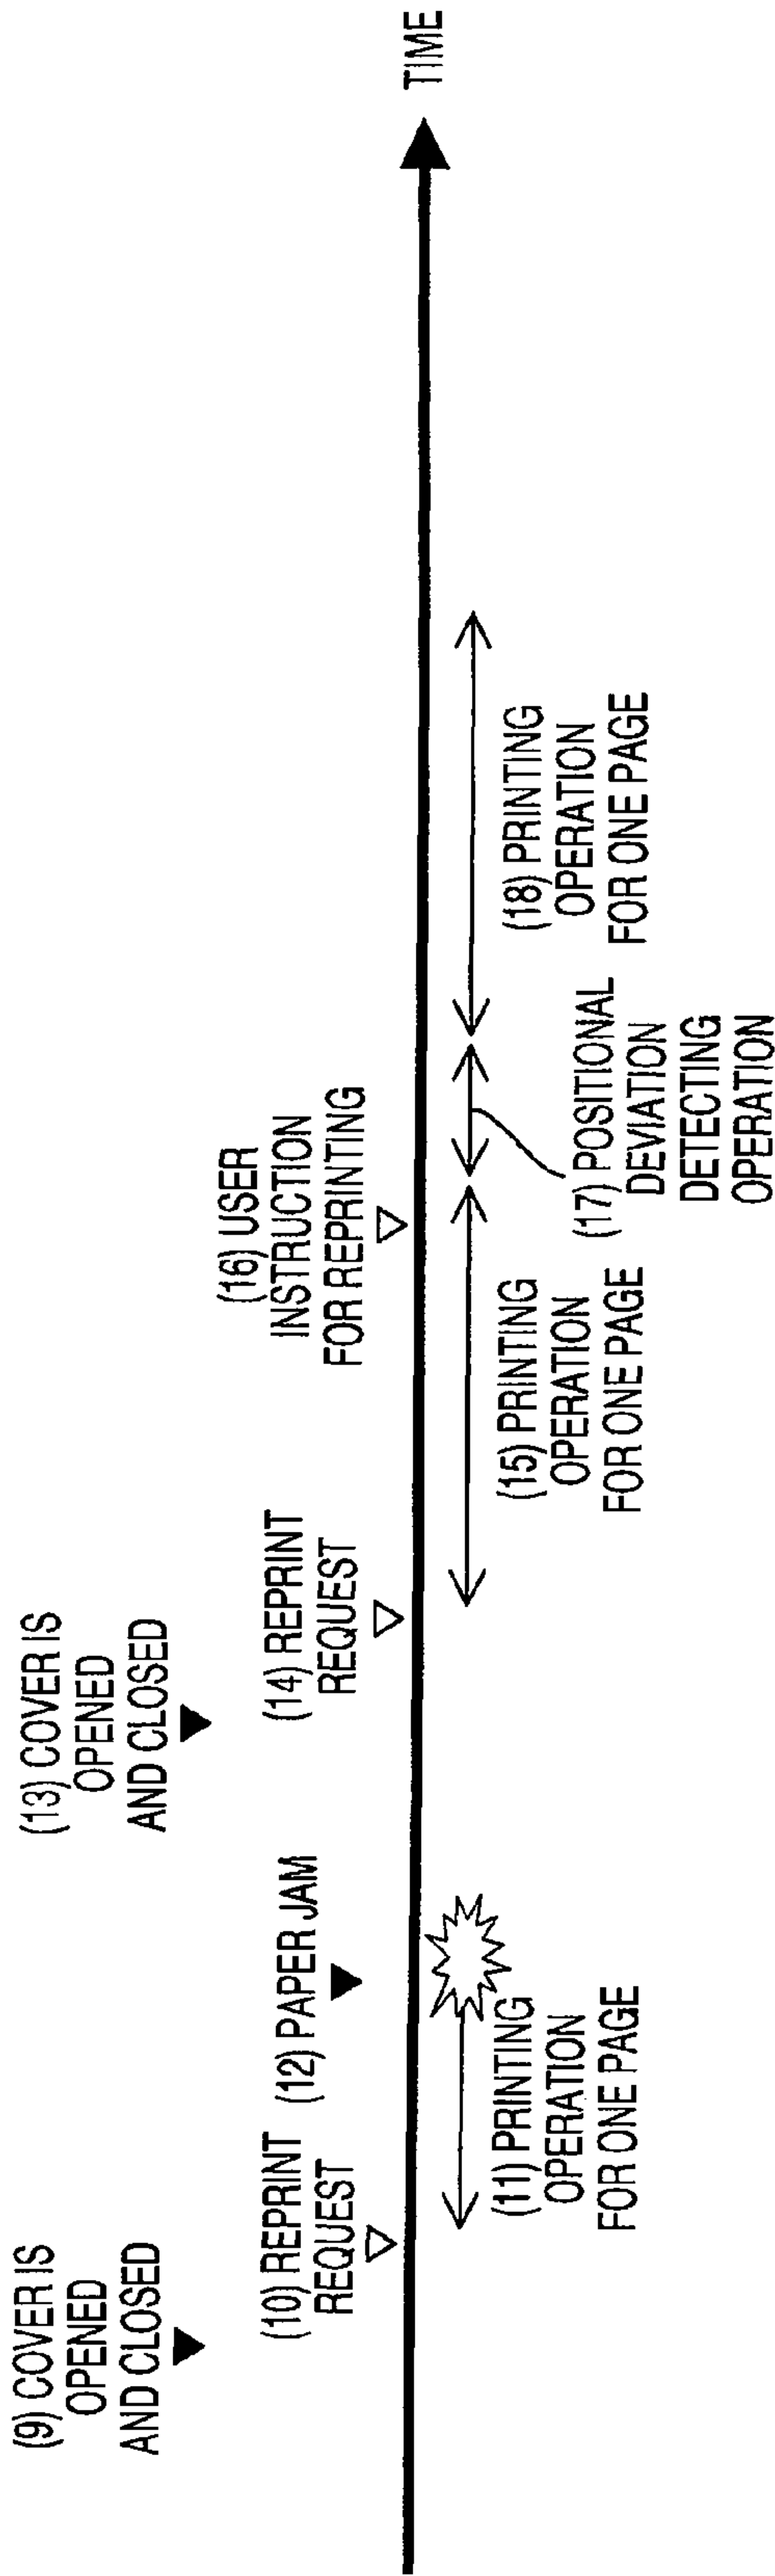 (9) COVER IS
OPENED
AND CLOSED
(10) REPRINT
REQUEST
(11) PRINTING
OPERATION
FOR ONE PAGE
(12) PAPER JAM
(13) COVER IS
OPENED
AND CLOSED
(14) REPRINT
REQUEST
(15) PRINTING
OPERATION
FOR ONE PAGE
(16) USER
INSTRUCTION
FOR REPRINTING
(17) POSITIONAL
DEVIATION
DETECTING
OPERATION
(18) PRINTING
OPERATION
FOR ONE PAGE
TIME